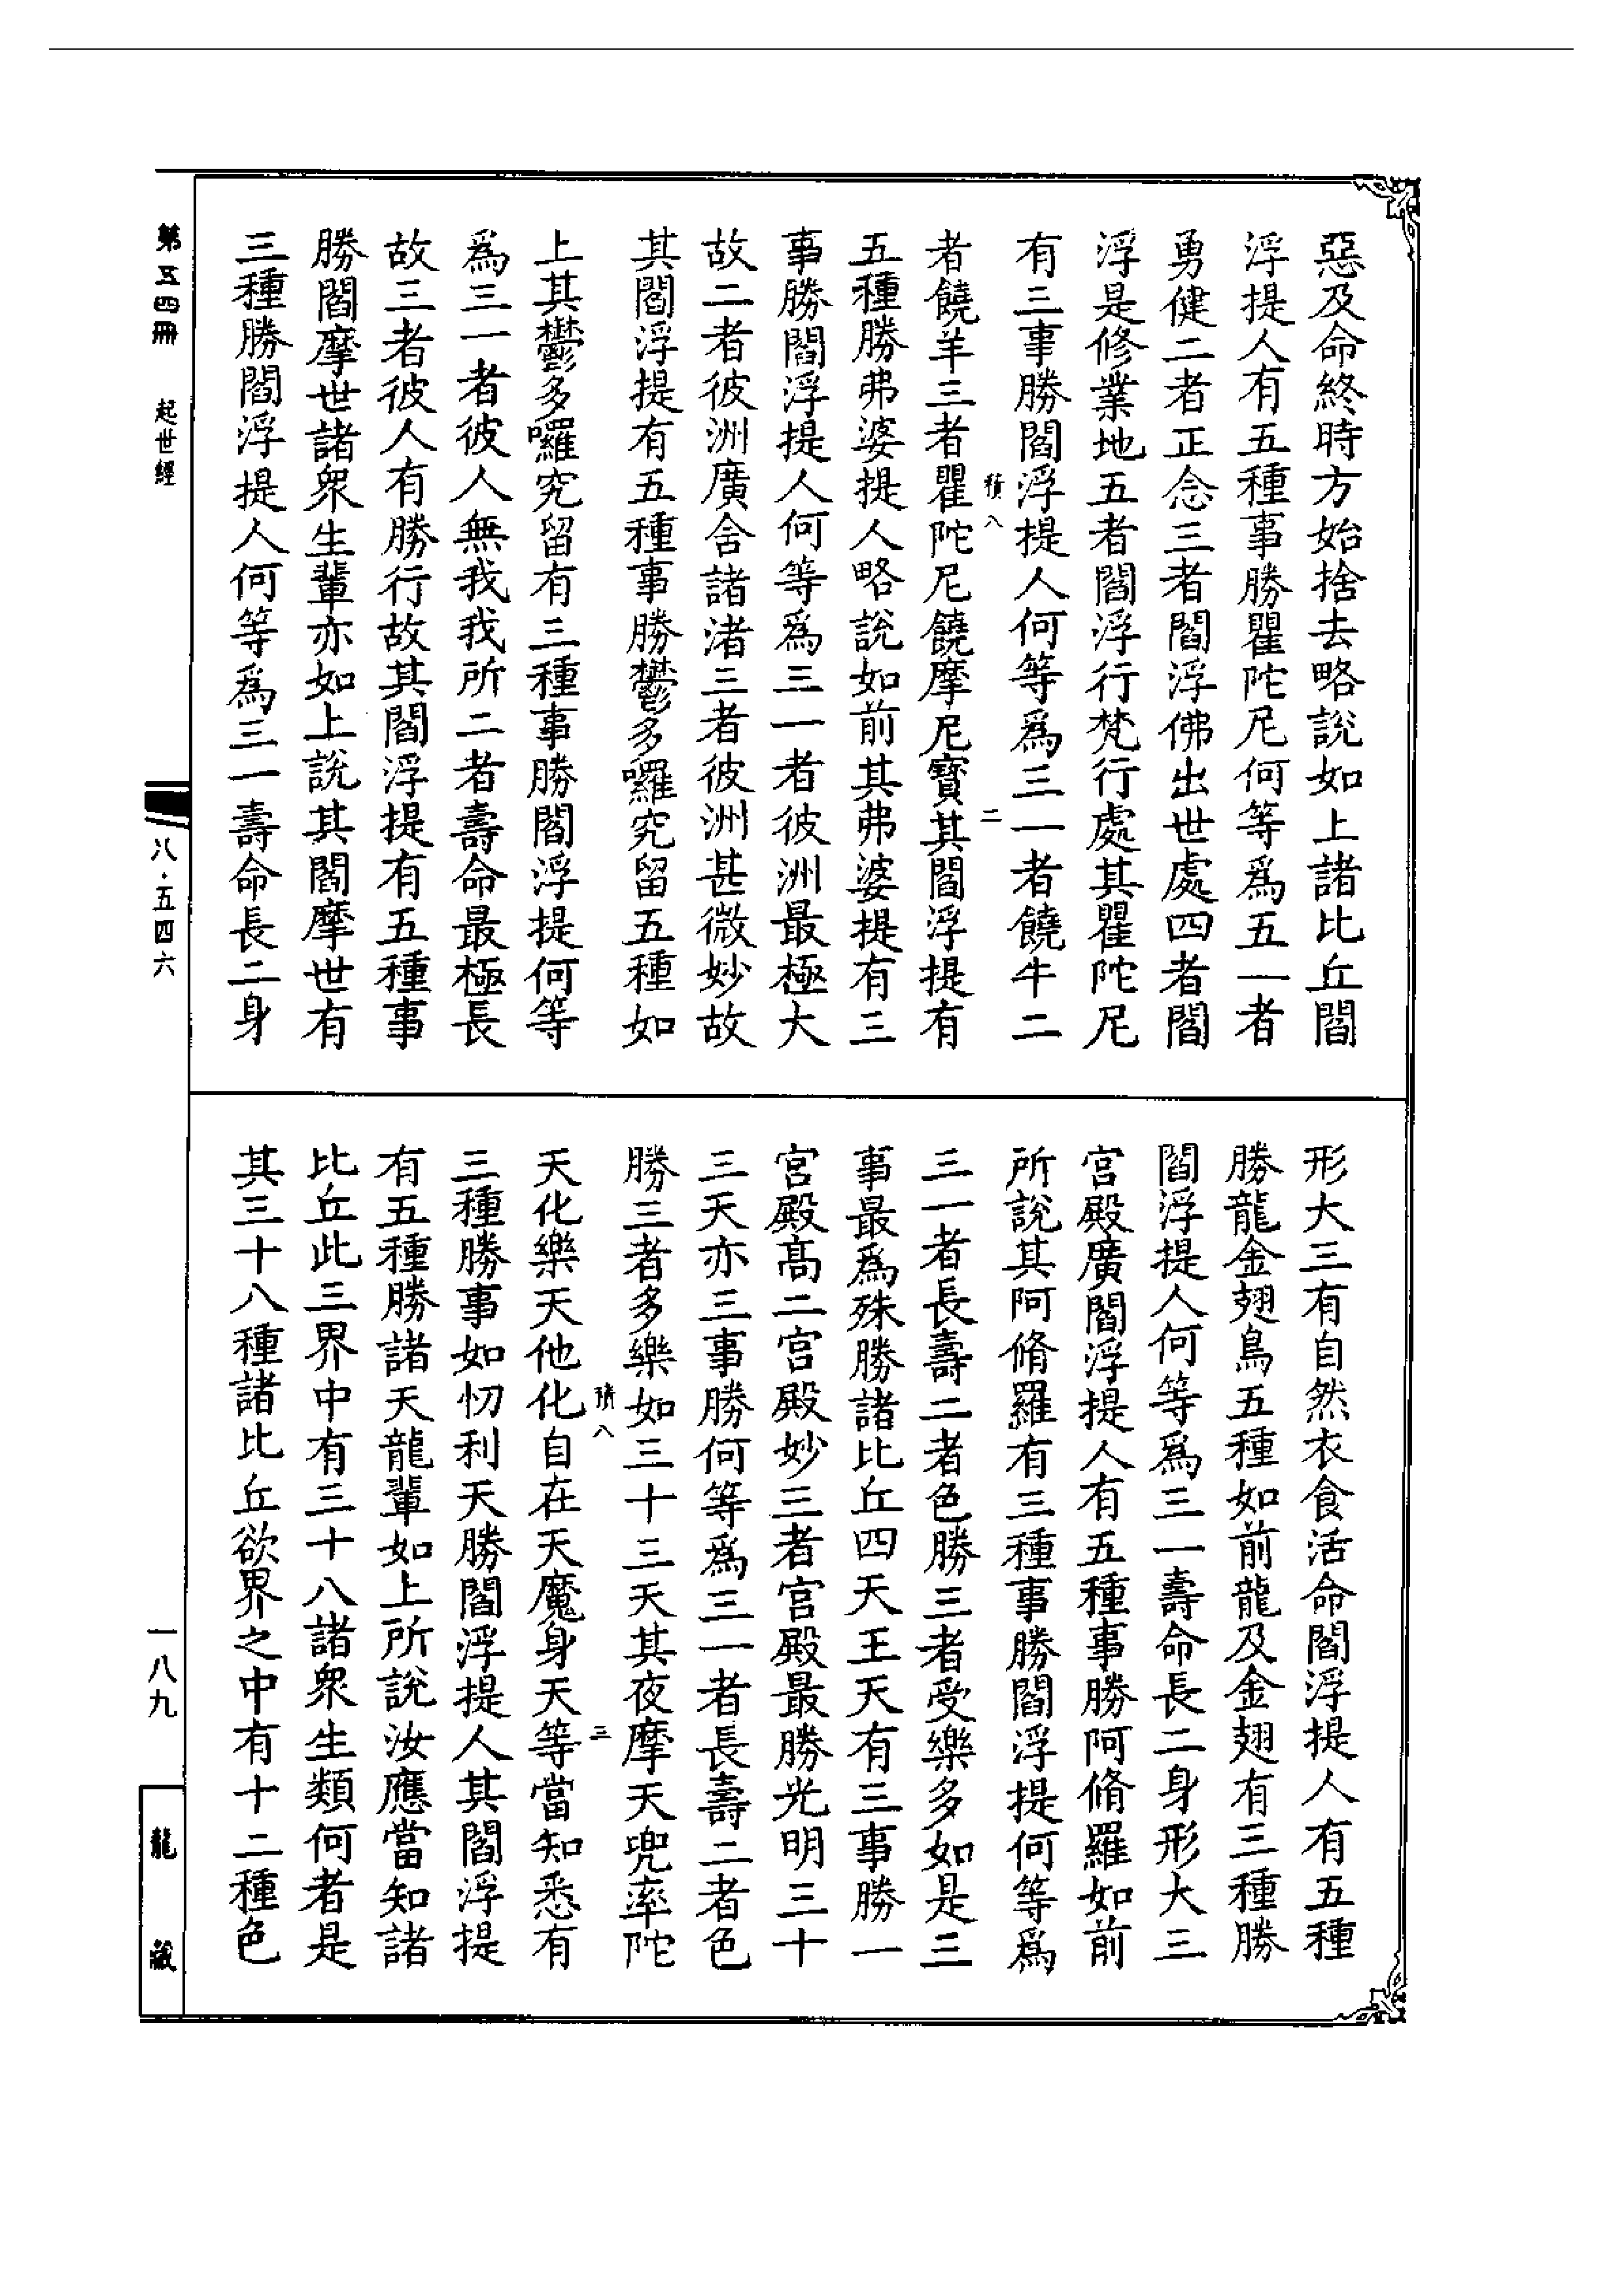 惡及命終時方始捨去略說如上諸比丘閻
浮提人有五種事勝瞿陀尼何等為五一者
勇健二者正念三者閻浮佛出世處四者閻
浮是修業地五者閻浮行梵行處其瞿陀尼
有三事勝閻浮提人何等為三一者饒牛二
積八 二
者饒羊三者瞿陀尼饒摩尼寶其閻浮提有
五種勝弗婆提人略說如前其弗婆提有三
事勝閻浮提人何等為三一者彼洲最極大
故二者彼洲廣含諸渚三者彼洲甚微妙故
其閻浮提有五種事勝鬱多囉究留五種如
上其鬱多囉究留有三種事勝閻浮提何等
為三一者彼人無我我所二者壽命最極長
故三者彼人有勝行故其閻浮提有五種事
勝閻摩世諸衆生輩亦如上說其閻摩世有
三種勝閻浮提人何等為三一壽命長二身
形大三有自然衣食活命閻浮提人有五種
勝龍金翅鳥五種如前龍及金翅有三種勝
閻浮提人何等為三一壽命長二身形大三
宮殿廣閻浮提人有五種事勝阿脩羅如前
所說其阿脩羅有三種事勝閻浮提何等為
三一者長壽二者色勝三者受樂多如是三
事最為殊勝諸比丘四天王天有三事勝一
宮殿高二宮殿妙三者宮殿最勝光明三十
三天亦三事勝何等為三一者長壽二者色
勝三者多樂如三十三天其夜摩天兜率陀
積八 三
天化樂天他化自在天魔身天等當知悉有
三種勝事如忉利天勝閻浮提人其閻浮提
有五種勝諸天龍輩如上所說汝應當知諸
比丘此三界中有三十八諸衆生類何者是
其三十八種諸比丘欲界之中有十二種色
第五四冊 起世經
八·五四六
一八九
龍藏